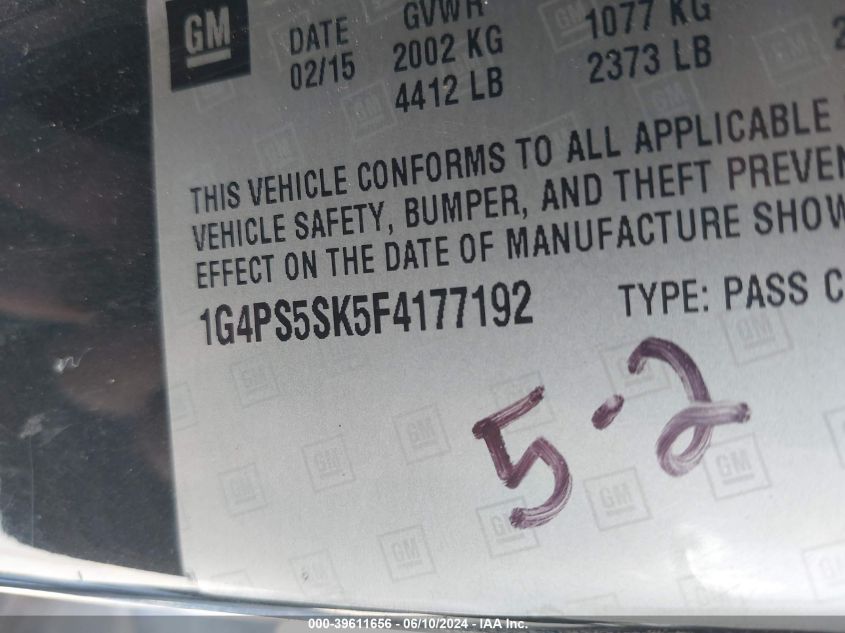 GM
DATE
02/15
GVWR
2002 KG
4412 LB
1077 KG
2373 LB
THIS VEHICLE CONFORMS TO ALL APPLICABLE
VEHICLE SAFETY, BUMPER, AND THEFT PREVEN
EFFECT ON THE DATE OF MANUFACTURE SHOW
1G4PS5SK5F4177192 TYPE: PASS C
5-2
000-39611656 / 06/10/2024 - IAA Inc.